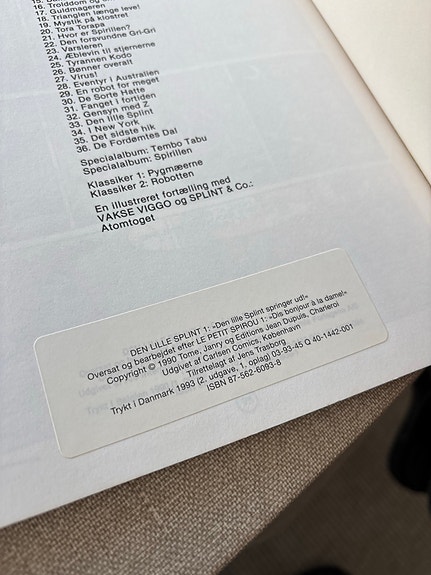 16. Trolddom og
17. Guldmageren
18. Trianglen længe level
19. Mystik på klostret
20. Tora Torapa
21. Hvor er Spirillen?
22. Den forsvundne Gri-Gri
23. Varsleren
24. Æblevin til stjernerne
25. Tyrannen Kodo
26. Bønner overalt
27. Virus!
28. Eventyr i Australien
29. En robot for meget
30. De Sorte Hatte
31. Fanget i fortiden
32. Gensyn med Z
33. Den lille Splint
34. I New York
35. Det sidste hik
36. De Fordømtes Dal
Specialalbum: Tembo Tabu
Specialalbum: Spirillen
Klassiker 1: Pygmæerne
Klassiker 2: Robotten
En illustreret fortælling med
VAKSE VIGGO og SPLINT & Co.:
Atomtoget
DEN LILLE SPLINT 1: »Den lille Splint springer ud!«
Oversat og bearbejdet efter LE PETIT SPIROU 1: »Dis bonjour à la dame!«
Copyright © 1990 Tome, Janry og Editions Jean Dupuis, Charleroi
Udgivet af Carlsen Comics, København
Tilrettelagt af Jens Trasborg
Trykt i Danmark 1993 (2. udgave, 1. oplag) 03-93-45 Q 40-1442-001
ISBN 87-562-6093-8